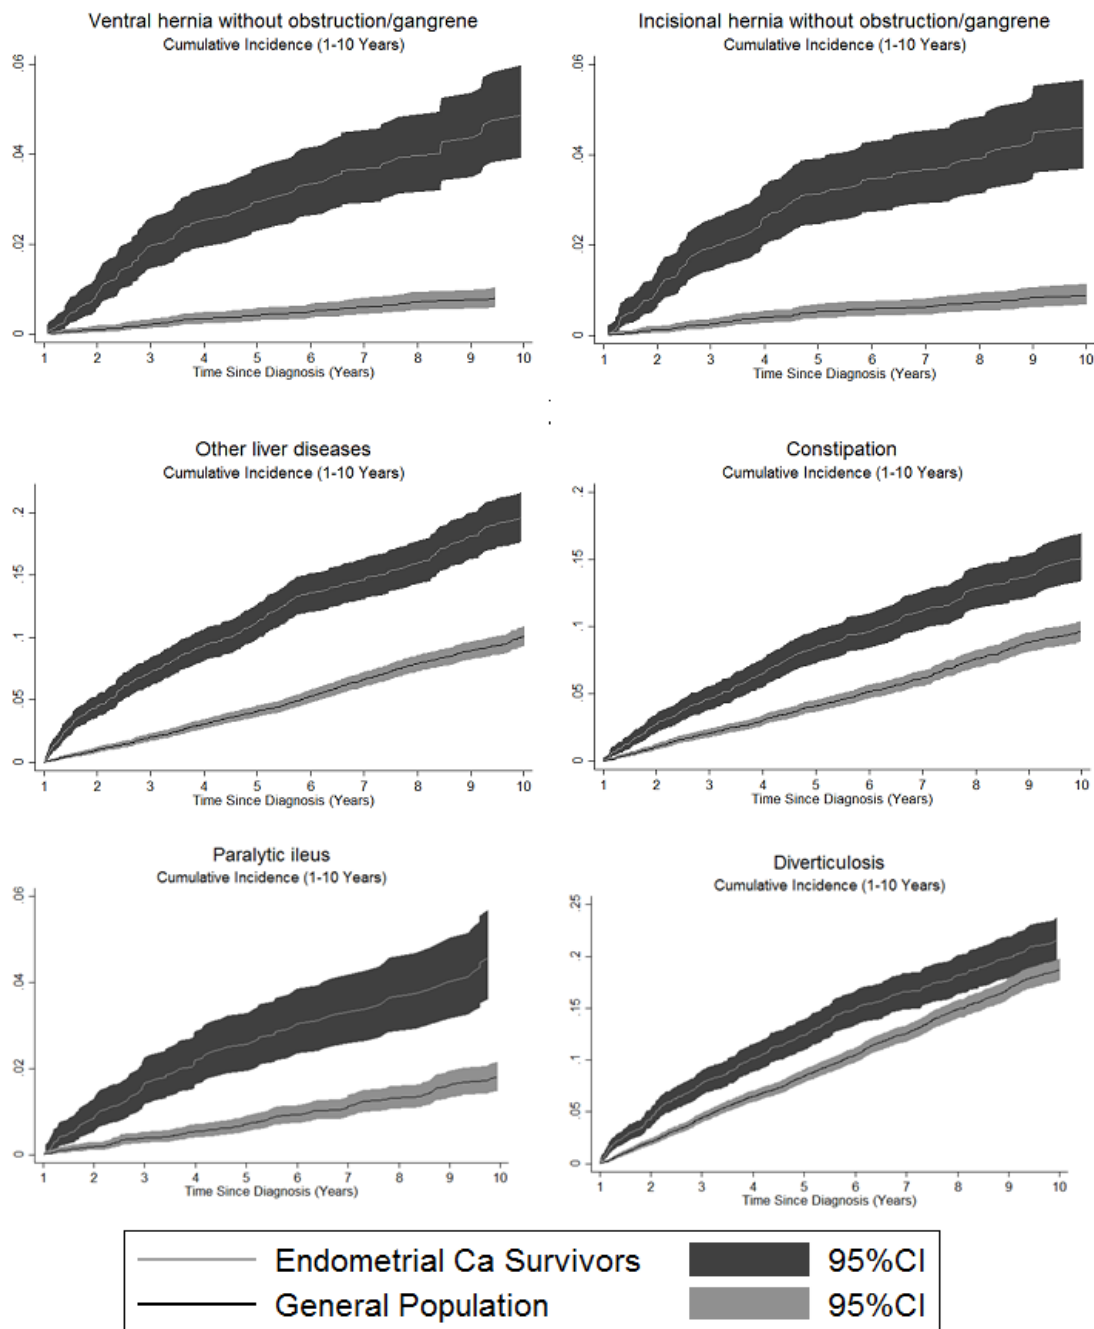 Ventral hernia without obstruction/gangrene
Cumulative Incidence (1-10 Years)
.06
.04
.02
0
1 2 3 4 5 6 7 8 9 10
Time Since Diagnosis (Years)
Incisional hernia without obstruction/gangrene
Cumulative Incidence (1-10 Years)
.06
.04
.02
0
1 2 3 4 5 6 7 8 9 10
Time Since Diagnosis (Years)
Other liver diseases
Cumulative Incidence (1-10 Years)
.2
.15
.1
.05
0
1 2 3 4 5 6 7 8 9 10
Time Since Diagnosis (Years)
Constipation
Cumulative Incidence (1-10 Years)
.2
.15
.1
.05
0
1 2 3 4 5 6 7 8 9 10
Time Since Diagnosis (Years)
Paralytic ileus
Cumulative Incidence (1-10 Years)
.06
.04
.02
0
1 2 3 4 5 6 7 8 9 10
Time Since Diagnosis (Years)
Diverticulosis
Cumulative Incidence (1-10 Years)
.25
.2
.15
.1
.05
0
1 2 3 4 5 6 7 8 9 10
Time Since Diagnosis (Years)
Endometrial Ca Survivors 95%CI
General Population 95%CI